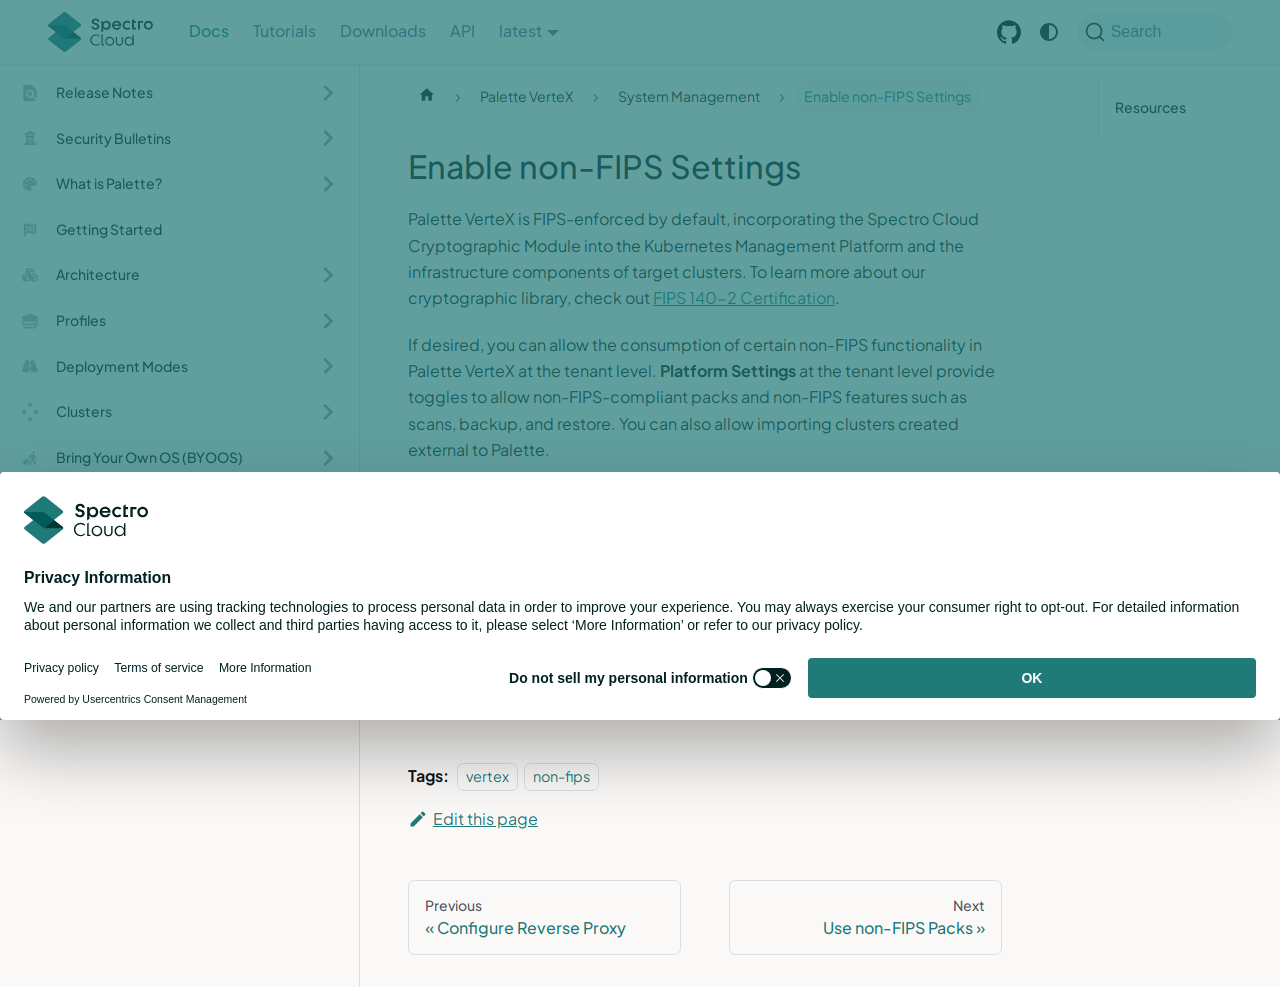 Spectro Cloud
Docs
Tutorials
Downloads
API
latest
Search
Release Notes
Security Bulletins
What is Palette?
Getting Started
Architecture
Profiles
Deployment Modes
Clusters
Bring Your Own OS (BYOOS)
Palette VerteX
System Management
Enable non-FIPS Settings
Resources
Enable non-FIPS Settings
Palette VerteX is FIPS-enforced by default, incorporating the Spectro Cloud
Cryptographic Module into the Kubernetes Management Platform and the
infrastructure components of target clusters. To learn more about our
cryptographic library, check out FIPS 140-2 Certification.
If desired, you can allow the consumption of certain non-FIPS functionality in
Palette VerteX at the tenant level. Platform Settings at the tenant level provide
toggles to allow non-FIPS-compliant packs and non-FIPS features such as
scans, backup, and restore. You can also allow importing clusters created
external to Palette.
Spectro Cloud
Privacy Information
We and our partners are using tracking technologies to process personal data in order to improve your experience. You may always exercise your consumer right to opt-out. For detailed information
about personal information we collect and third parties having access to it, please select ‘More Information’ or refer to our privacy policy.
Privacy policy
Terms of service
More Information
Powered by Usercentrics Consent Management
Do not sell my personal information
OK
Tags:
vertex
non-fips
Edit this page
Previous
« Configure Reverse Proxy
Next
Use non-FIPS Packs »